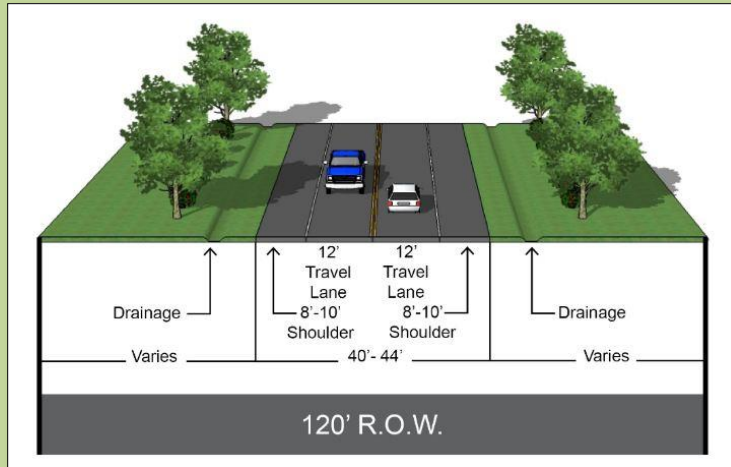 12'
Travel
Lane
12'
Travel
Lane
Drainage
8'-10'
Shoulder
8'-10'
Shoulder
Drainage
Varies
40'- 44'
Varies
120' R.O.W.